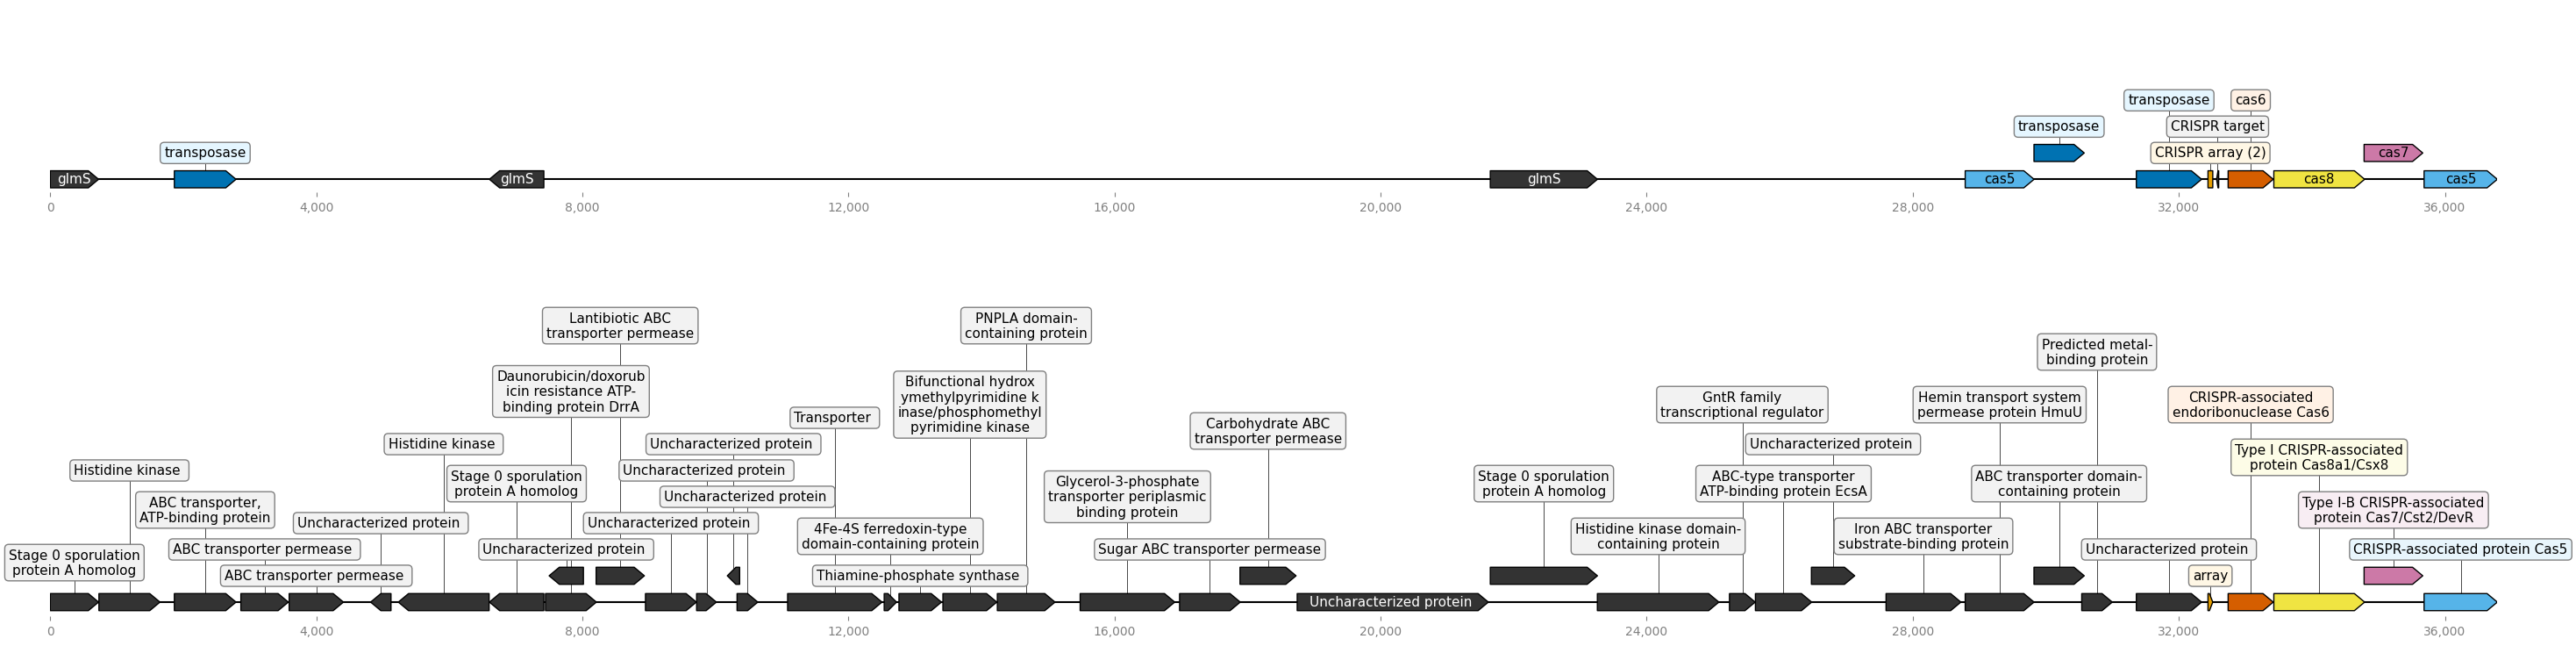 transposase
cas6
transposase
CRISPR target
transposase
CRISPR array (2)
cas7
glmS
glmS
glmS
cas5
cas8
cas5
0
4,000
8,000
12,000
16,000
20,000
24,000
28,000
32,000
36,000
Lantibiotic ABC
transporter permease
PNPLA domain-
containing protein
Predicted metal-
binding protein
Daunorubicin/doxorub
icin resistance ATP-
binding protein DrrA
Bifunctional hydrox
ymethylpyrimidine k
inase/phosphomethyl
pyrimidine kinase
GntR family
transcriptional regulator
Hemin transport system
permease protein HmuU
CRISPR-associated
endoribonuclease Cas6
Transporter
Carbohydrate ABC
transporter permease
Histidine kinase
Uncharacterized protein
Uncharacterized protein
Type I CRISPR-associated
protein Cas8a1/Csx8
Histidine kinase
Uncharacterized protein
Stage 0 sporulation
protein A homolog
Stage 0 sporulation
protein A homolog
ABC-type transporter
ATP-binding protein EcsA
ABC transporter domain-
containing protein
Glycerol-3-phosphate
transporter periplasmic
binding protein
Uncharacterized protein
ABC transporter,
ATP-binding protein
Type I-B CRISPR-associated
protein Cas7/Cst2/DevR
Uncharacterized protein
Uncharacterized protein
4Fe-4S ferredoxin-type
domain-containing protein
Histidine kinase domain-
containing protein
Iron ABC transporter
substrate-binding protein
Stage 0 sporulation
protein A homolog
ABC transporter permease
Uncharacterized protein
Sugar ABC transporter permease
Uncharacterized protein
CRISPR-associated protein Cas5
ABC transporter permease
Thiamine-phosphate synthase
array
Uncharacterized protein
0
4,000
8,000
12,000
16,000
20,000
24,000
28,000
32,000
36,000